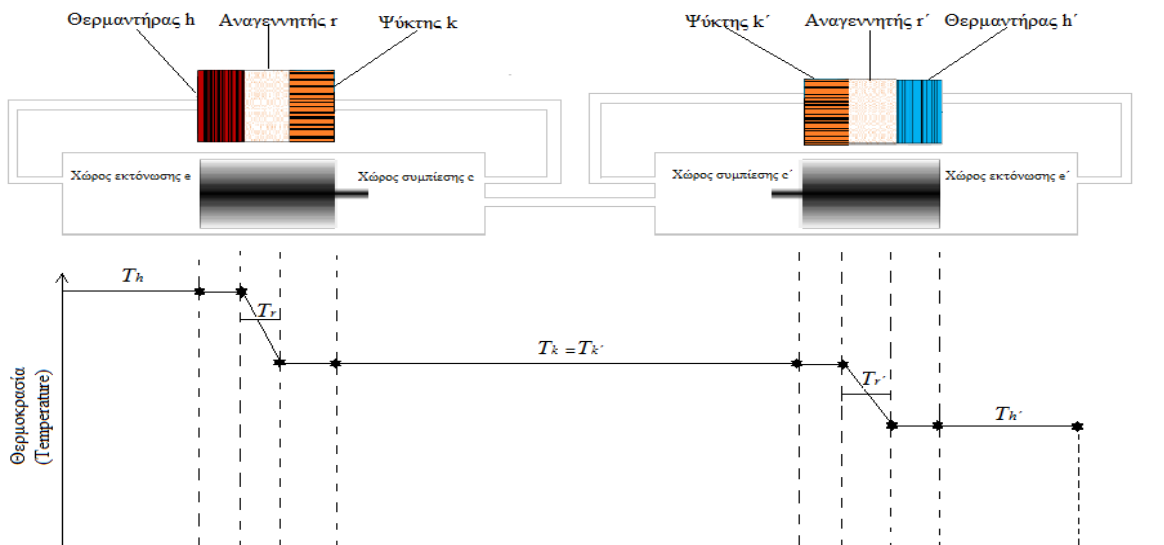 Θερμαντήρας h Αναγεννητής r Ψύκτης k Ψύκτης k´ Αναγεννητής r´ Θερμαντήρας h´
Χώρος εκτόνωσης e Χώρος συμπίεσης c Χώρος συμπίεσης c´ Χώρος εκτόνωσης e´
Th
Tr
Tk =Tk´
Tr´
Th´
Θερμοκρασία
(Temperature)